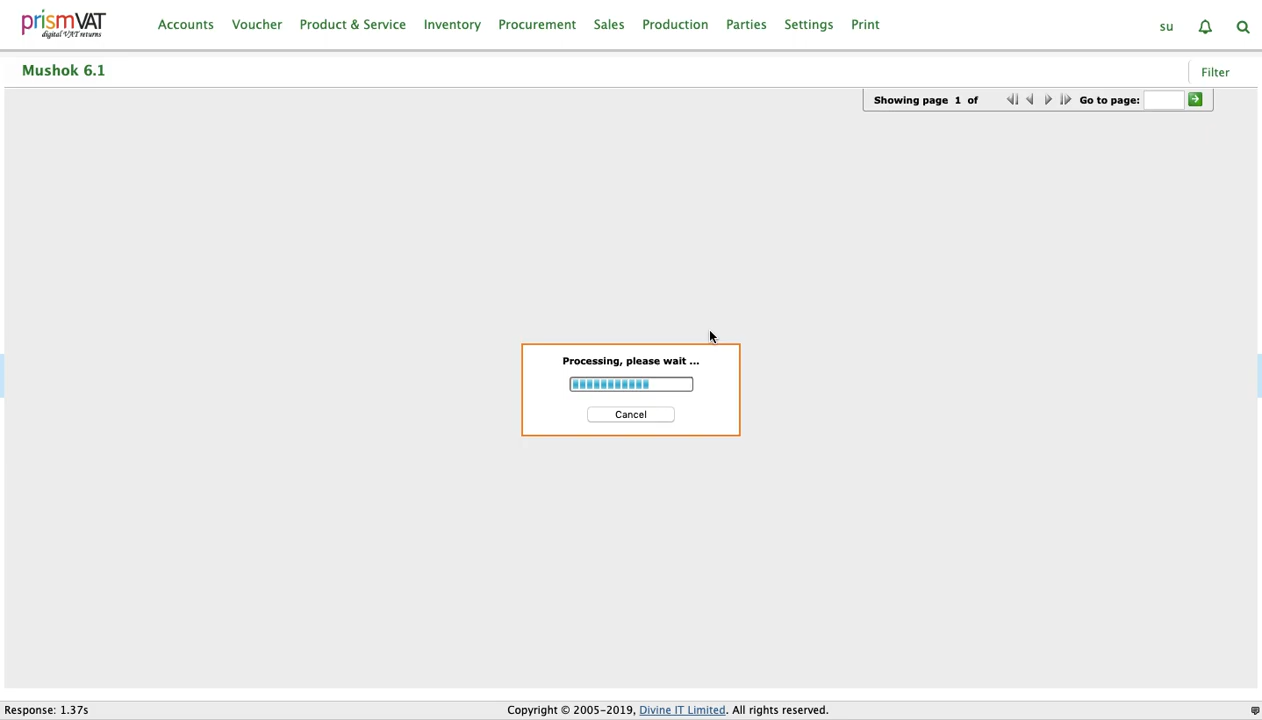 prismVAT
digital VAT returns
Accounts Voucher Product & Service Inventory Procurement Sales Production Parties Settings Print su
Mushok 6.1
Filter
Showing page 1 of Go to page:
Processing, please wait ...
Cancel
Response: 1.37s
Copyright © 2005-2019, Divine IT Limited. All rights reserved.